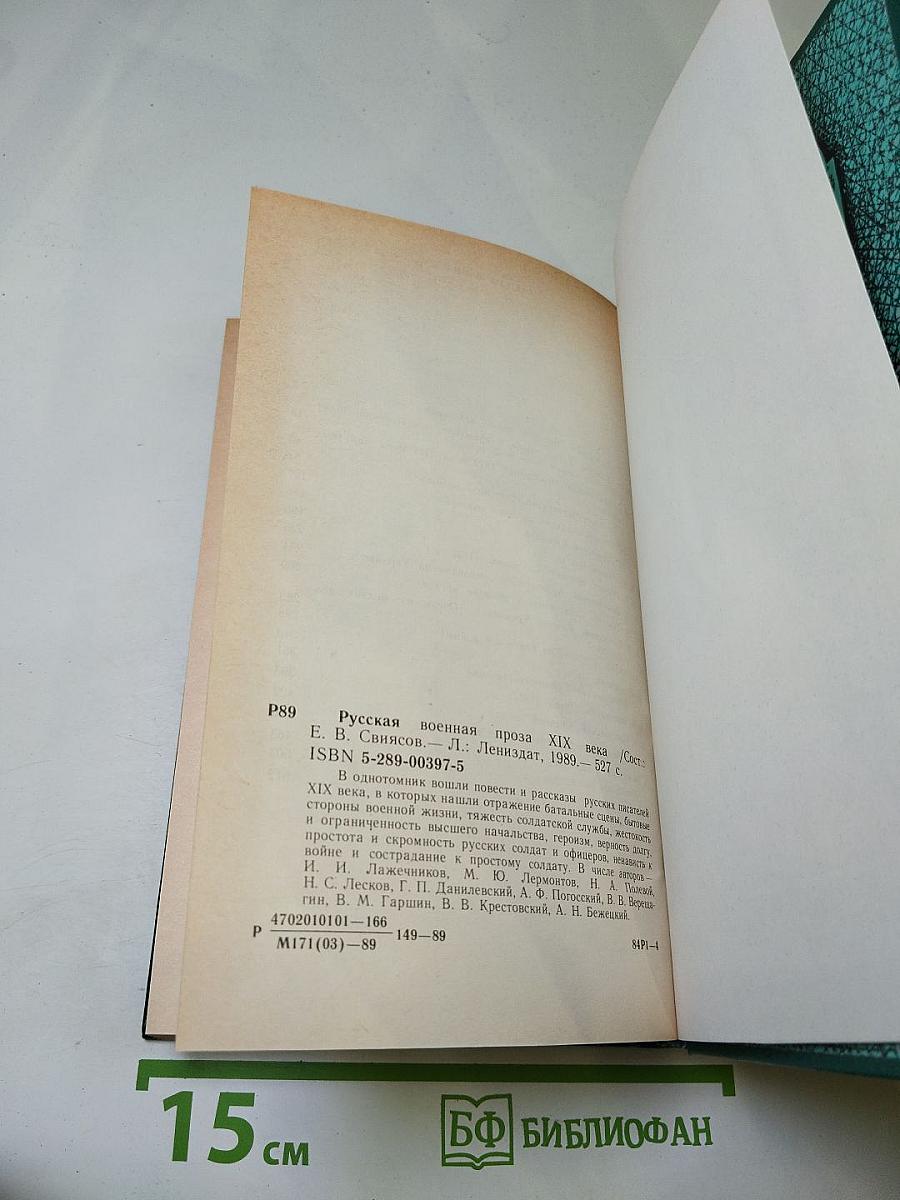 Р89 Русская военная проза XIX века /Сост.:
Е. В. Свиясов.— Л.: Лениздат, 1989.— 527 с.
ISBN 5-289-00397-5
В однотомник вошли повести и рассказы русских писателей
XIX века, в которых нашли отражение батальные сцены, бытовые
стороны военной жизни, тяжесть солдатской службы, жестокость
и ограниченность высшего начальства, героизм, верность долгу,
простота и скромность русских солдат и офицеров, ненависть к
войне и сострадание к простому солдату. В числе авторов —
И. И. Лажечников, М. Ю. Лермонтов, Н. А. Полевой,
Н. С. Лесков, Г. П. Данилевский, А. Ф. Погосский, В. В. Вереща-
гин, В. М. Гаршин, В. В. Крестовский, А. Н. Бежецкий.
Р 4702010101—166
М171(03)—89 149—89
84Р1—4
15 см
БФ БИБЛИОФАН